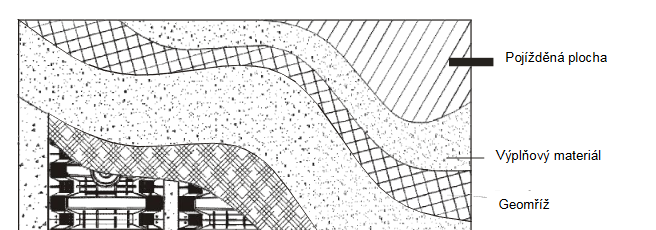 Pojížděná plocha
Výplňový materiál
Geomříž